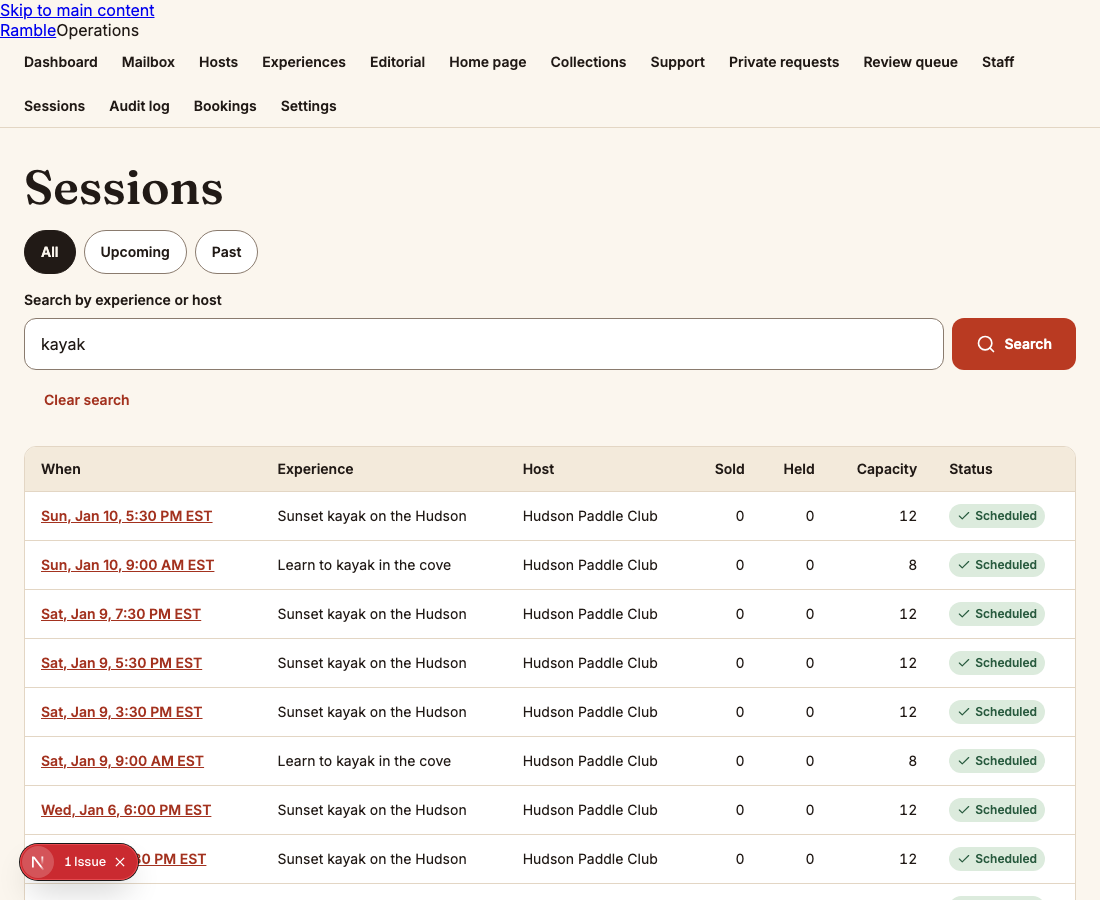 Skip to main content
RambleOperations
Dashboard Mailbox Hosts Experiences Editorial Home page Collections Support Private requests Review queue Staff
Sessions Audit log Bookings Settings
Sessions
All Upcoming Past
Search by experience or host
kayak Search
Clear search
When Experience Host Sold Held Capacity Status
Sun, Jan 10, 5:30 PM EST Sunset kayak on the Hudson Hudson Paddle Club 0 0 12 Scheduled
Sun, Jan 10, 9:00 AM EST Learn to kayak in the cove Hudson Paddle Club 0 0 8 Scheduled
Sat, Jan 9, 7:30 PM EST Sunset kayak on the Hudson Hudson Paddle Club 0 0 12 Scheduled
Sat, Jan 9, 5:30 PM EST Sunset kayak on the Hudson Hudson Paddle Club 0 0 12 Scheduled
Sat, Jan 9, 3:30 PM EST Sunset kayak on the Hudson Hudson Paddle Club 0 0 12 Scheduled
Sat, Jan 9, 9:00 AM EST Learn to kayak in the cove Hudson Paddle Club 0 0 8 Scheduled
Wed, Jan 6, 6:00 PM EST Sunset kayak on the Hudson Hudson Paddle Club 0 0 12 Scheduled
N 1 Issue PM EST Sunset kayak on the Hudson Hudson Paddle Club 0 0 12 Scheduled